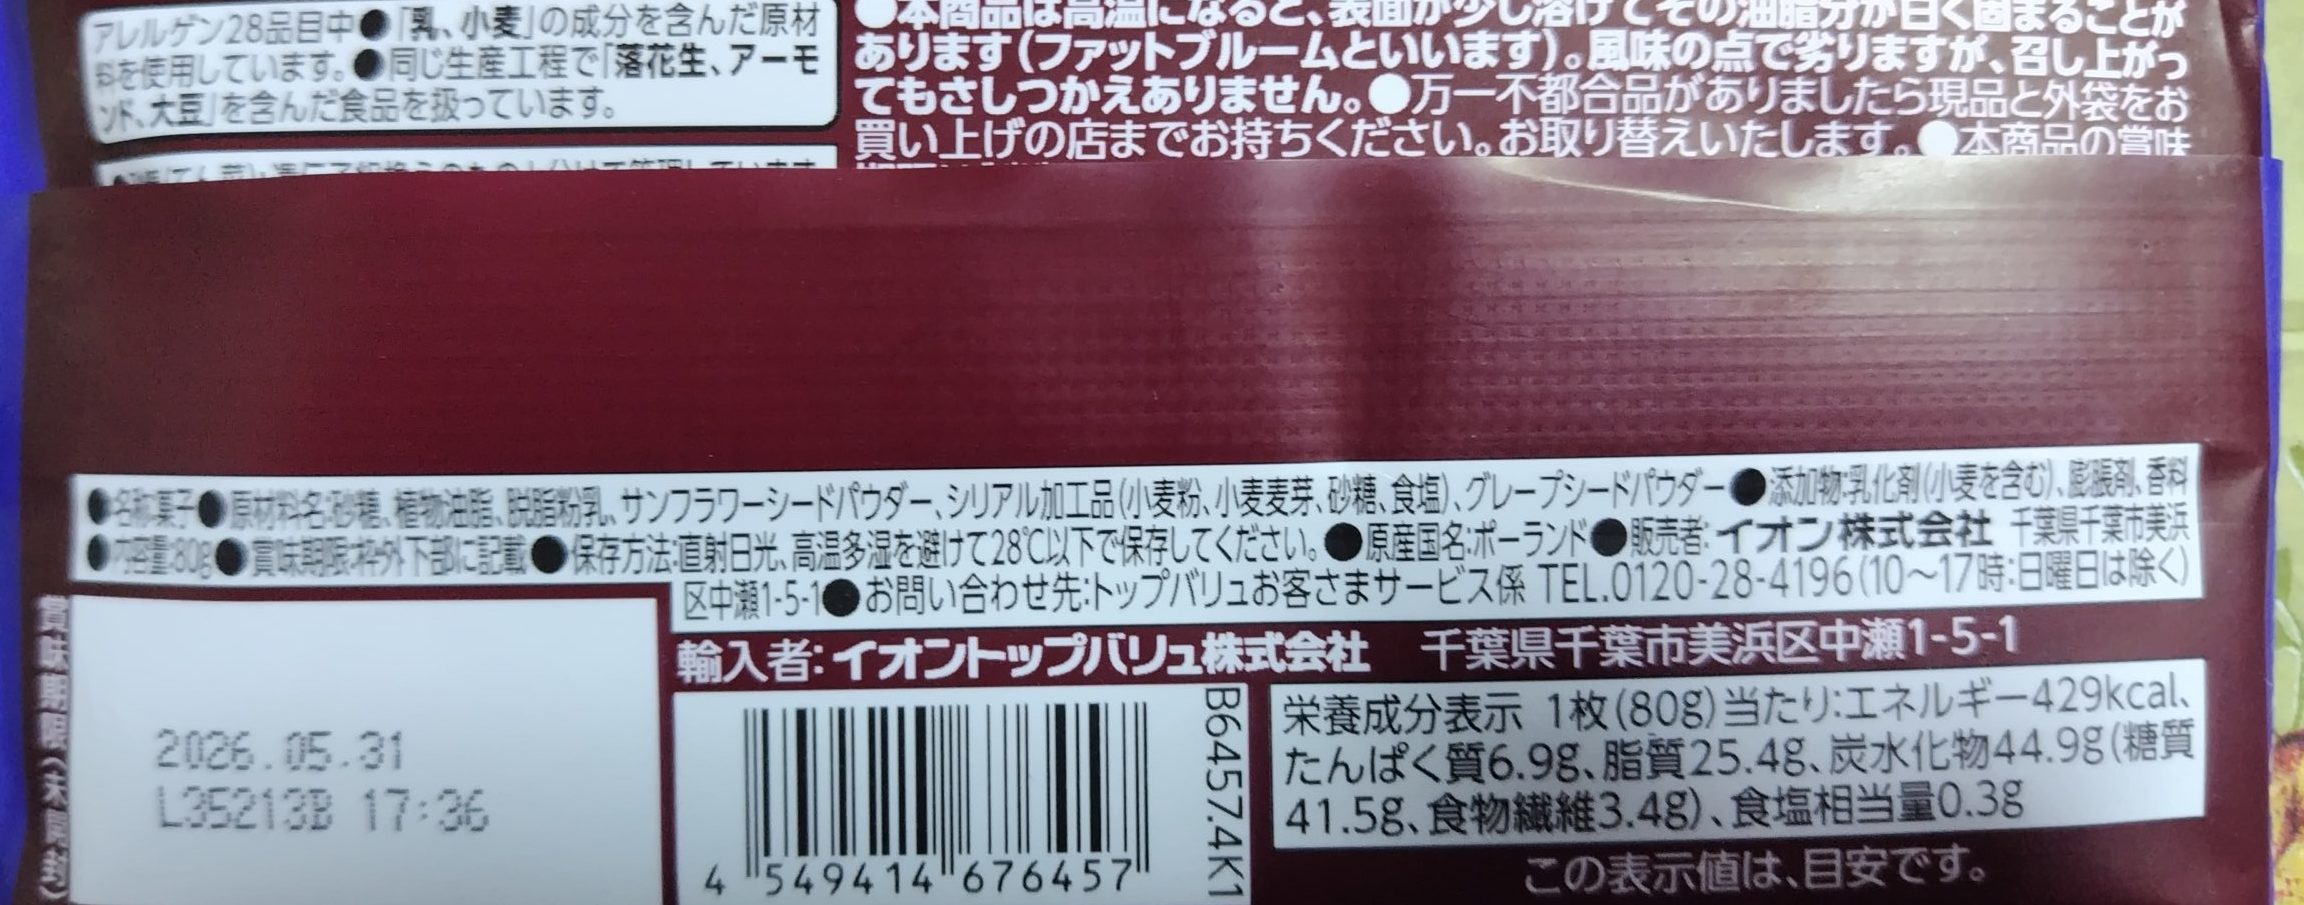 アレルゲン28品目中●「乳、小麦」の成分を含んだ原材
料を使用しています。●同じ生産工程で「落花生、アーモ
ンド、大豆」を含んだ食品を扱っています。
●本商品は高温になると、表面が少し溶けてその油脂分が白く固まることが
あります(ファットブルームといいます)。風味の点で劣りますが、召し上がっ
てもさしつかえありません。●万一不都合品がありましたら現品と外袋をお
買い上げの店までお持ちください。お取り替えいたします。●本商品の賞味
●名称:菓子●原材料名:砂糖、植物油脂、脱脂粉乳、サンフラワーシードパウダー、シリアル加工品(小麦粉、小麦麦芽、砂糖、食塩)、グレープシードパウダー●添加物:乳化剤(小麦を含む)、膨脹剤、香料
●内容量:80g●賞味期限:枠外下部に記載●保存方法:直射日光、高温多湿を避けて28℃以下で保存してください。●原産国名:ポーランド●販売者:イオン株式会社 千葉県千葉市美浜
区中瀬1-5-1●お問い合わせ先:トップバリュお客さまサービス係 TEL.0120-28-4196(10〜17時:日曜日は除く)
輸入者:イオントップバリュ株式会社 千葉県千葉市美浜区中瀬1-5-1
賞味期限(未開封)
2026.05.31
L35213B 17:36
4 549414 676457
B6457.4K1
栄養成分表示 1枚(80g)当たり:エネルギー429kcal、
たんぱく質6.9g、脂質25.4g、炭水化物44.9g(糖質
41.5g、食物繊維3.4g)、食塩相当量0.3g
この表示値は、目安です。